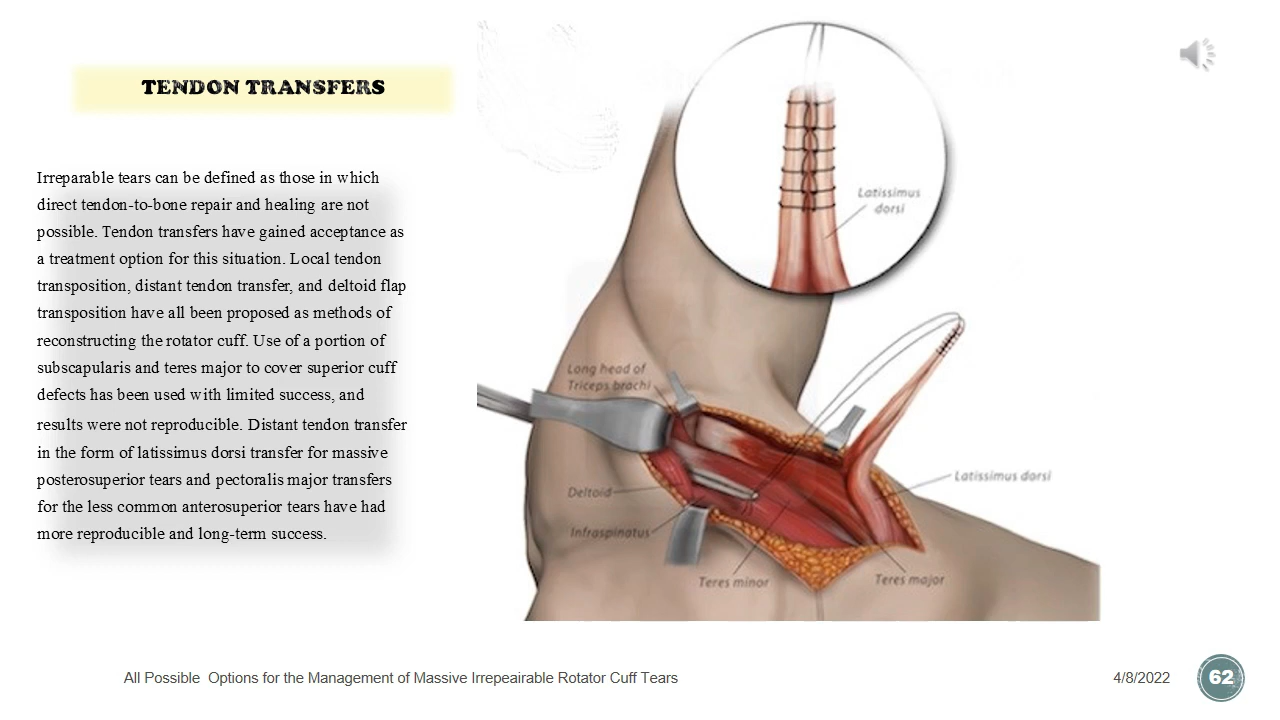 TENDON TRANSFERS
Irreparable tears can be defined as those in which
direct tendon-to-bone repair and healing are not
possible. Tendon transfers have gained acceptance as
a treatment option for this situation. Local tendon
transposition, distant tendon transfer, and deltoid flap
transposition have all been proposed as methods of
reconstructing the rotator cuff. Use of a portion of
subscapularis and teres major to cover superior cuff
defects has been used with limited success, and
results were not reproducible. Distant tendon transfer
in the form of latissimus dorsi transfer for massive
posterosuperior tears and pectoralis major transfers
for the less common anterosuperior tears have had
more reproducible and long-term success.
Latissimus
dorsi
Long head of
Triceps brachi
Latissimus dorsi
Deltoid
Infraspinatus
Teres minor
Teres major
All Possible Options for the Management of Massive Irrepeairable Rotator Cuff Tears
4/8/2022
62